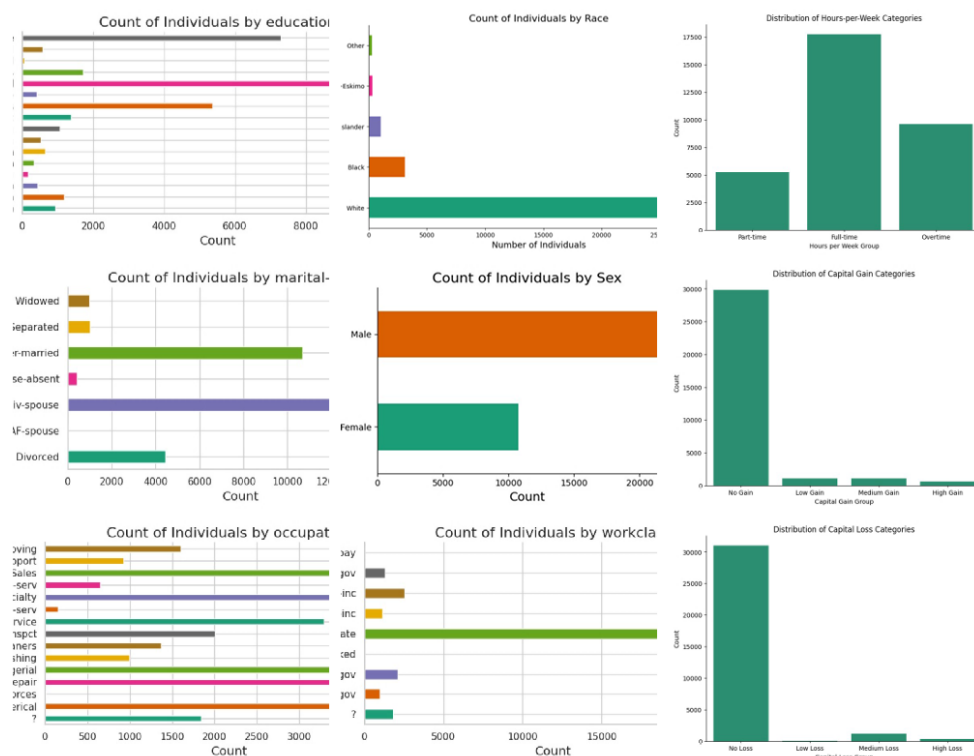 Count of Individuals by education
0 2000 4000 6000 8000
Count
Count of Individuals by Race
Other
-Eskimo
slander
Black
White
0 5000 10000 15000 20000 25
Number of Individuals
Distribution of Hours-per-Week Categories
Count
17500
15000
12500
10000
7500
5000
2500
0
Part-time Full-time Overtime
Hours per Week Group
Count of Individuals by marital-
Widowed
Separated
er-married
se-absent
iv-spouse
AF-spouse
Divorced
0 2000 4000 6000 8000 10000 120
Count
Count of Individuals by Sex
Male
Female
0 5000 10000 15000 20000
Count
Distribution of Capital Gain Categories
Count
30000
25000
20000
15000
10000
5000
0
No Gain Low Gain Medium Gain High Gain
Capital Gain Group
Count of Individuals by occupat
oving
pport
Sales
-serv
cialty
-serv
rvice
nspct
aners
shing
gerial
repair
orces
erical
?
0 500 1000 1500 2000 2500 3000
Count
Count of Individuals by workcla
pay
gov
-inc
inc
ate
ked
gov
gov
?
0 5000 10000 15000
Count
Distribution of Capital Loss Categories
Count
30000
25000
20000
15000
10000
5000
0
No Loss Low Loss Medium Loss High Loss